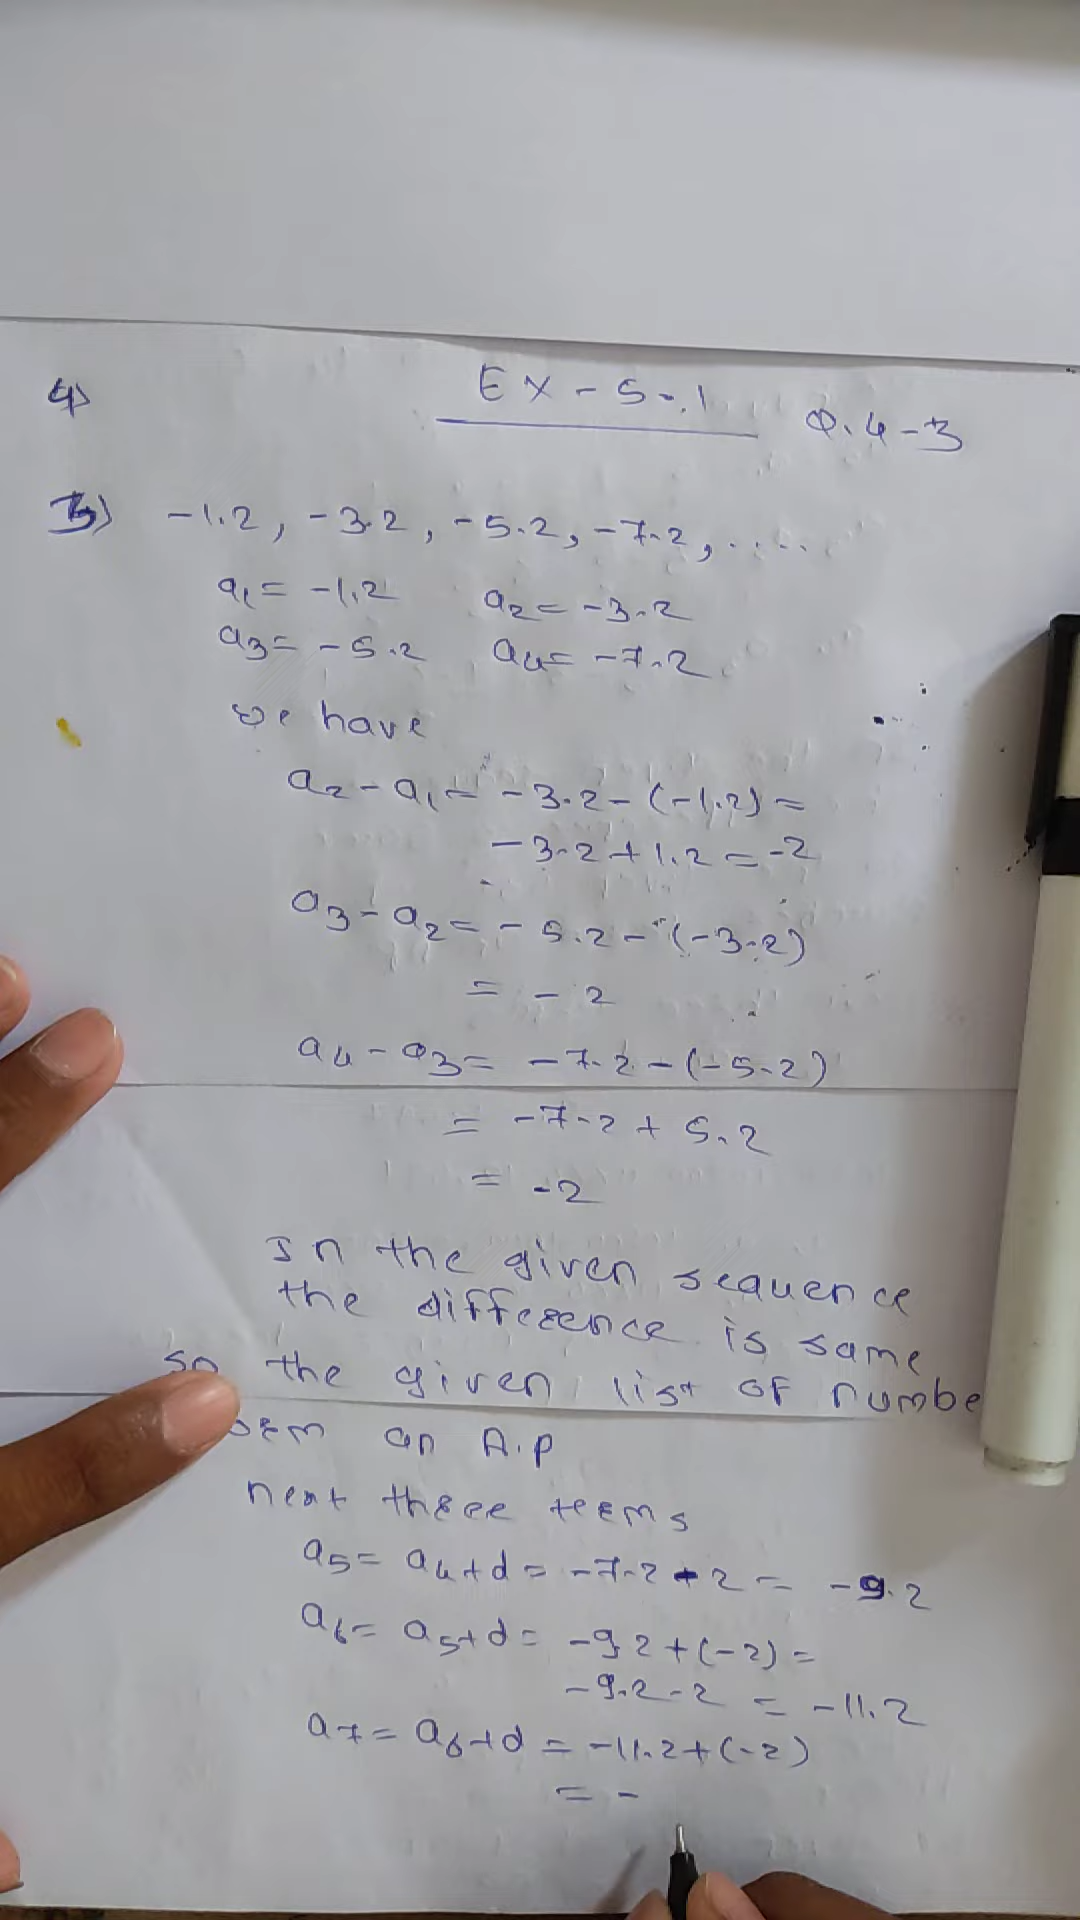 4)
EX - 5.1
Q.4-3
3) -1.2, -3.2, -5.2, -7.2, .....
a1= -1.2 a2= -3.2
a3= -5.2 a4= -7.2
we have
a2-a1= -3.2-(-1.2)=
-3.2+1.2=-2
a3-a2= -5.2-(-3.2)
= -2
a4-a3= -7.2-(-5.2)
= -7.2+5.2
= -2
In the given sequence
the difference is same
so the given list of numbe
orm an A.P
next three terms
a5= a4+d= -7.2-2= -9.2
a6= a5+d= -9.2+(-2)=
-9.2-2 = -11.2
a7= a6+d = -11.2+(-2)
= -